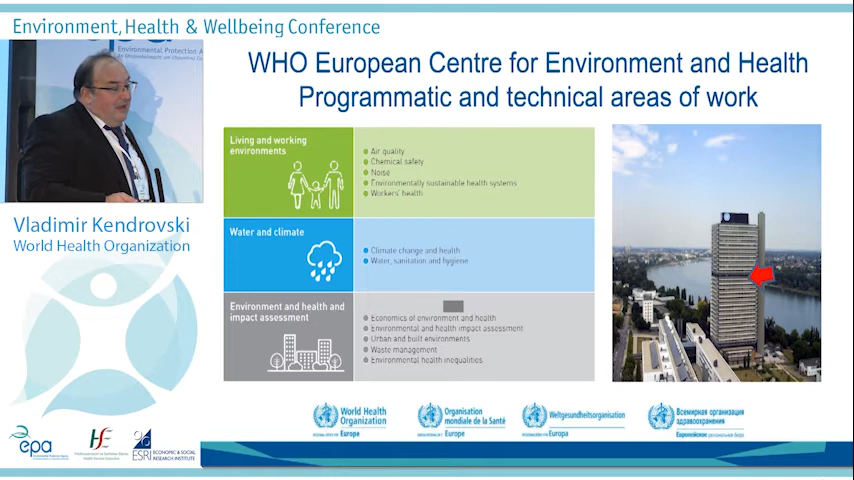 Environment, Health & Wellbeing Conference
Environmental Protection A
Vladimir Kendrovski
World Health Organization
WHO European Centre for Environment and Health
Programmatic and technical areas of work
Living and working
environments
Air quality
Chemical safety
Noise
Environmentally sustainable health systems
Workers' health
Water and climate
Climate change and health
Water, sanitation and hygiene
Environment and health and
impact assessment
Economics of environment and health
Environmental and health impact assessment
Urban and built environments
Waste management
Environmental health inequalities
World Health
Organization
Europe
Organisation
mondiale de la Santé
Europe
Weltgesundheitsorganisation
Europa
Всемирная организация
здравоохранения
Европейское региональное бюро
epa
ESRI
ECONOMIC & SOCIAL
RESEARCH INSTITUTE